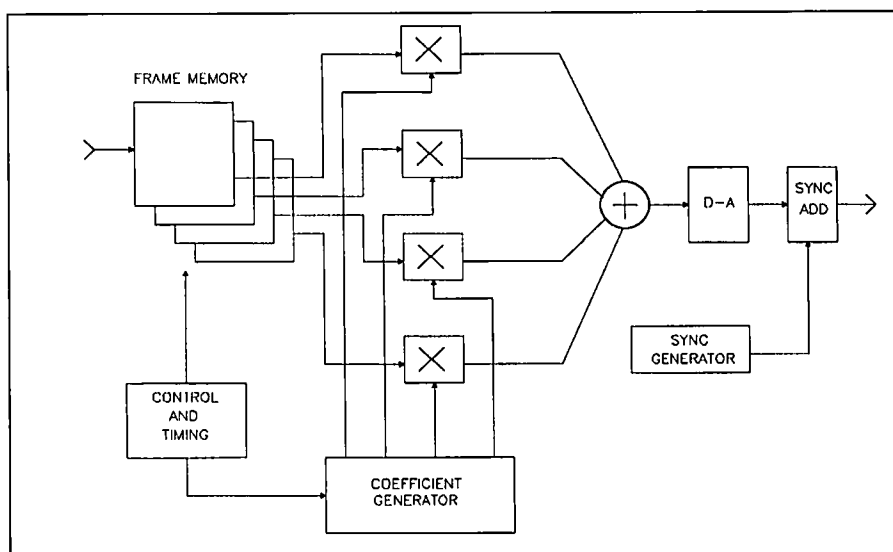 FRAME MEMORY
D-A
SYNC
ADD
SYNC
GENERATOR
CONTROL
AND
TIMING
COEFFICIENT
GENERATOR